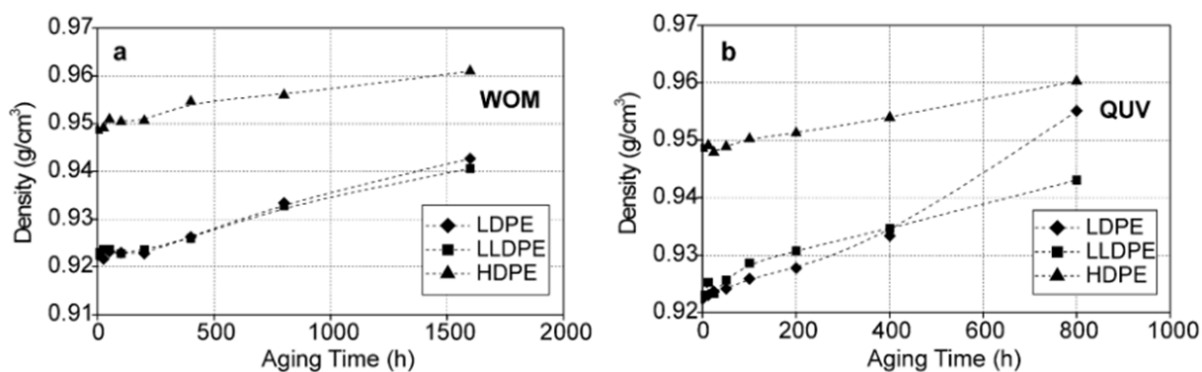 a
WOM
0.97
0.96
0.95
0.94
0.93
0.92
0.91
Density (g/cm³)
LDPE
LLDPE
HDPE
0 500 1000 1500 2000
Aging Time (h)
b
QUV
0.97
0.96
0.95
0.94
0.93
0.92
Density (g/cm³)
LDPE
LLDPE
HDPE
0 200 400 600 800 1000
Aging Time (h)